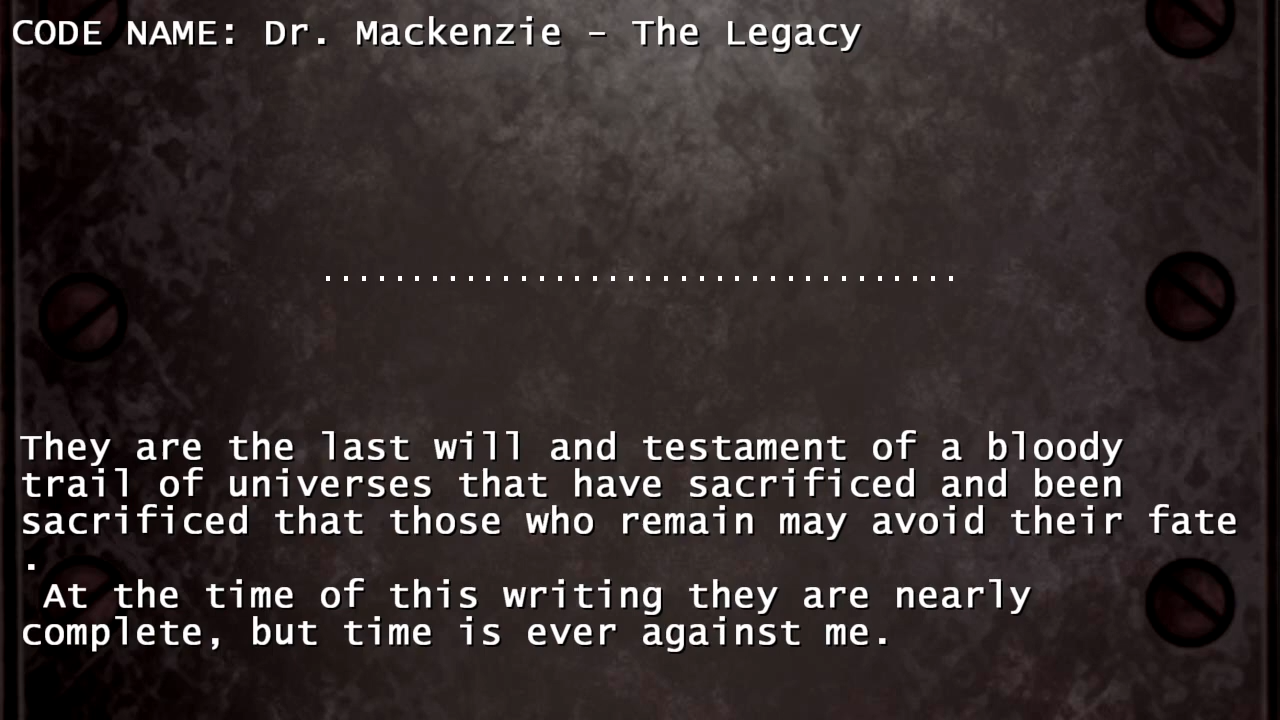 CODE NAME: Dr. Mackenzie - The Legacy
....................................
They are the last will and testament of a bloody
trail of universes that have sacrificed and been
sacrificed that those who remain may avoid their fate
.
At the time of this writing they are nearly
complete, but time is ever against me.